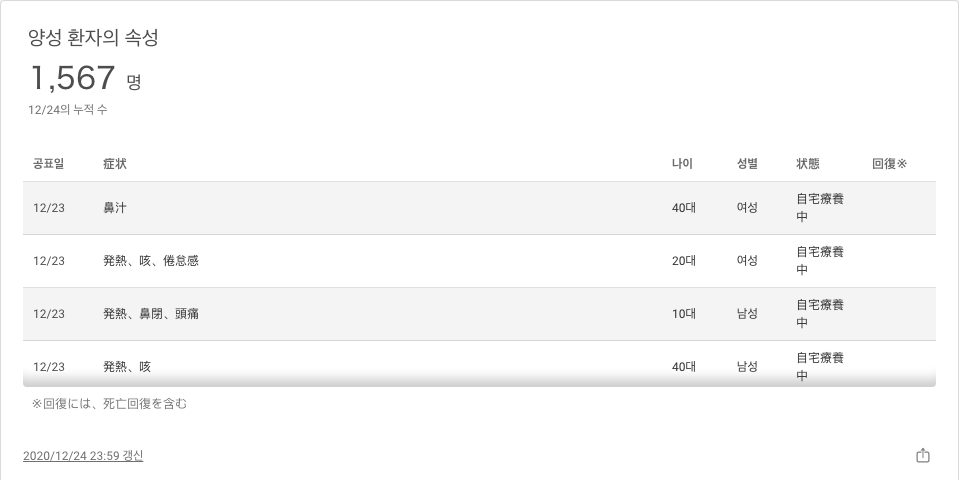 양성 환자의 속성
1,567 명
12/24의 누적 수
공표일 症状 나이 성별 状態 回復※
12/23 鼻汁 40대 여성 自宅療養
中
12/23 発熱、咳、倦怠感 20대 여성 自宅療養
中
12/23 発熱、鼻閉、頭痛 10대 남성 自宅療養
中
12/23 発熱、咳 40대 남성 自宅療養
中
※回復には、死亡回復を含む
2020/12/24 23:59 갱신